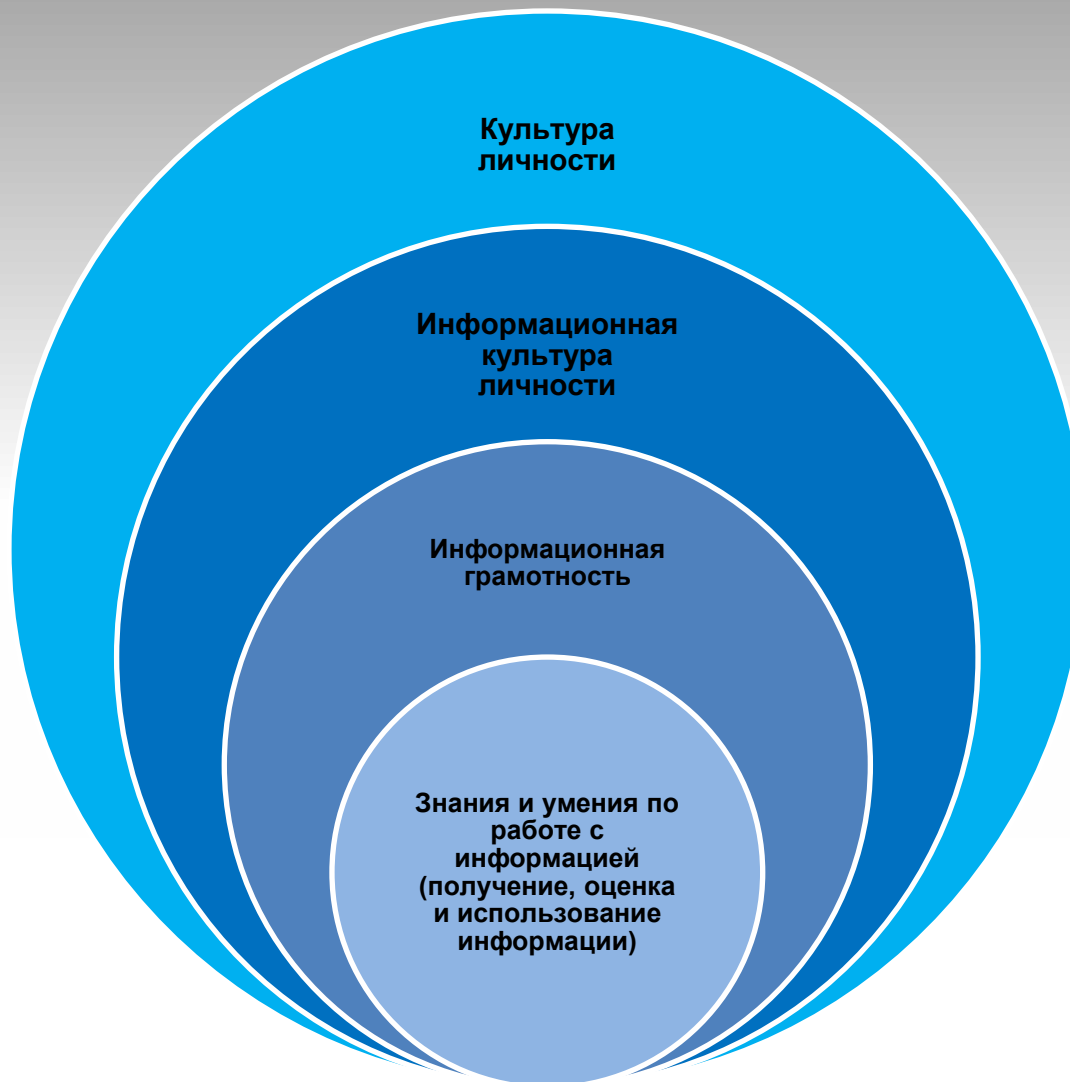 Культура
личности
Информационная
культура
личности
Информационная
грамотность
Знания и умения по
работе с
информацией
(получение, оценка
и использование
информации)